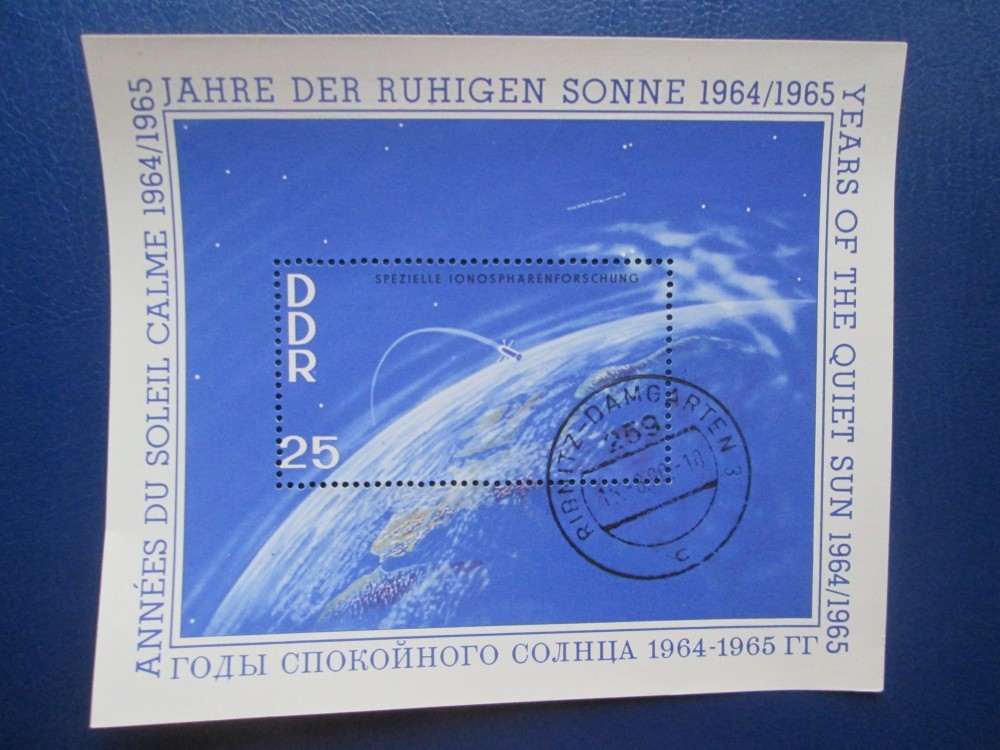 JAHRE DER RUHIGEN SONNE 1964/1965
YEARS OF THE QUIET SUN 1964/1965
ANNÉES DU SOLEIL CALME 1964/1965
SPEZIELLE IONOSPHÄRENFORSCHUNG
DDR
25
RIBNITZ-DAMGARTEN 3
259
ГОДЫ СПОКОЙНОГО СОЛНЦА 1964-1965 ГГ